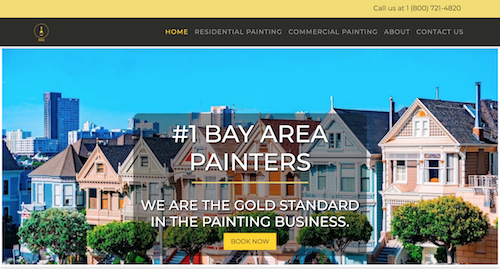 Call us at 1 (800) 721-4820
HOME RESIDENTIAL PAINTING COMMERCIAL PAINTING ABOUT CONTACT US
#1 BAY AREA
PAINTERS
WE ARE THE GOLD STANDARD
IN THE PAINTING BUSINESS.
BOOK NOW